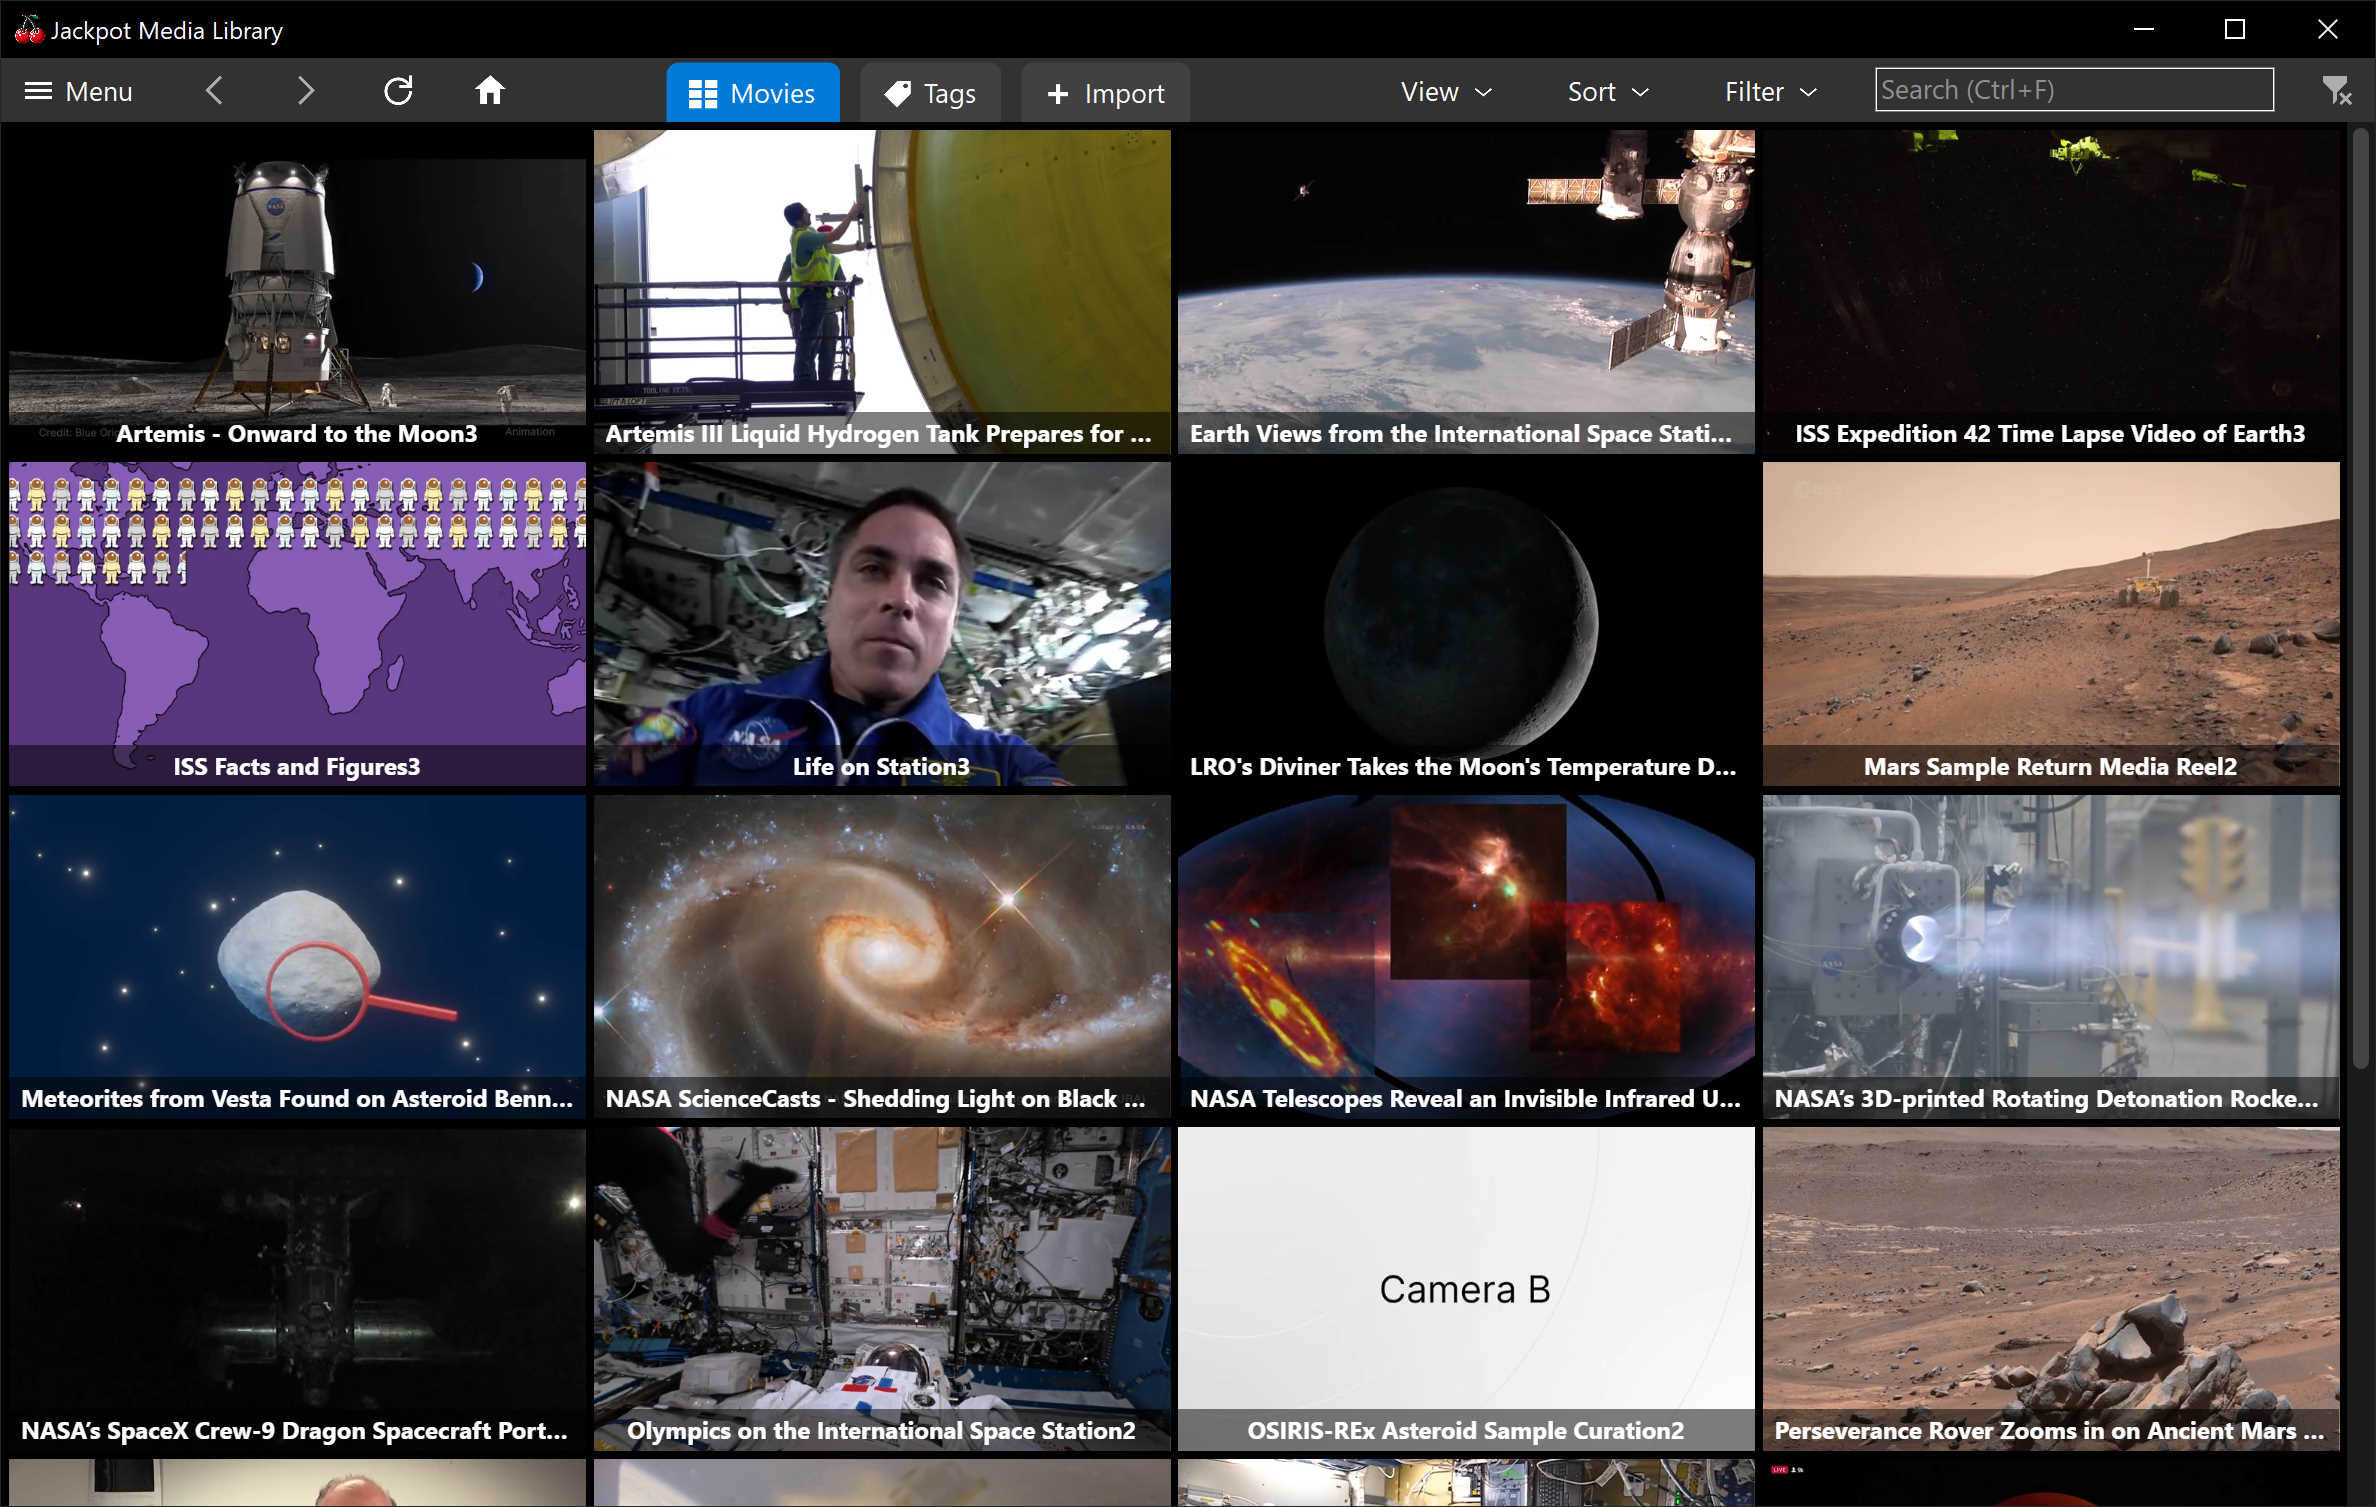 Jackpot Media Library
Menu
Movies
Tags
Import
View
Sort
Filter
Search (Ctrl+F)
Credit: Blue Ori
Animation
Artemis - Onward to the Moon3
Artemis III Liquid Hydrogen Tank Prepares for ...
Earth Views from the International Space Stati...
ISS Expedition 42 Time Lapse Video of Earth3
ISS Facts and Figures3
Life on Station3
LRO's Diviner Takes the Moon's Temperature D...
Mars Sample Return Media Reel2
Meteorites from Vesta Found on Asteroid Benn...
NASA ScienceCasts - Shedding Light on Black ...
NASA Telescopes Reveal an Invisible Infrared U...
NASA’s 3D-printed Rotating Detonation Rocke...
NASA’s SpaceX Crew-9 Dragon Spacecraft Port...
Olympics on the International Space Station2
Camera B
OSIRIS-REx Asteroid Sample Curation2
Perseverance Rover Zooms in on Ancient Mars ...
LIVE